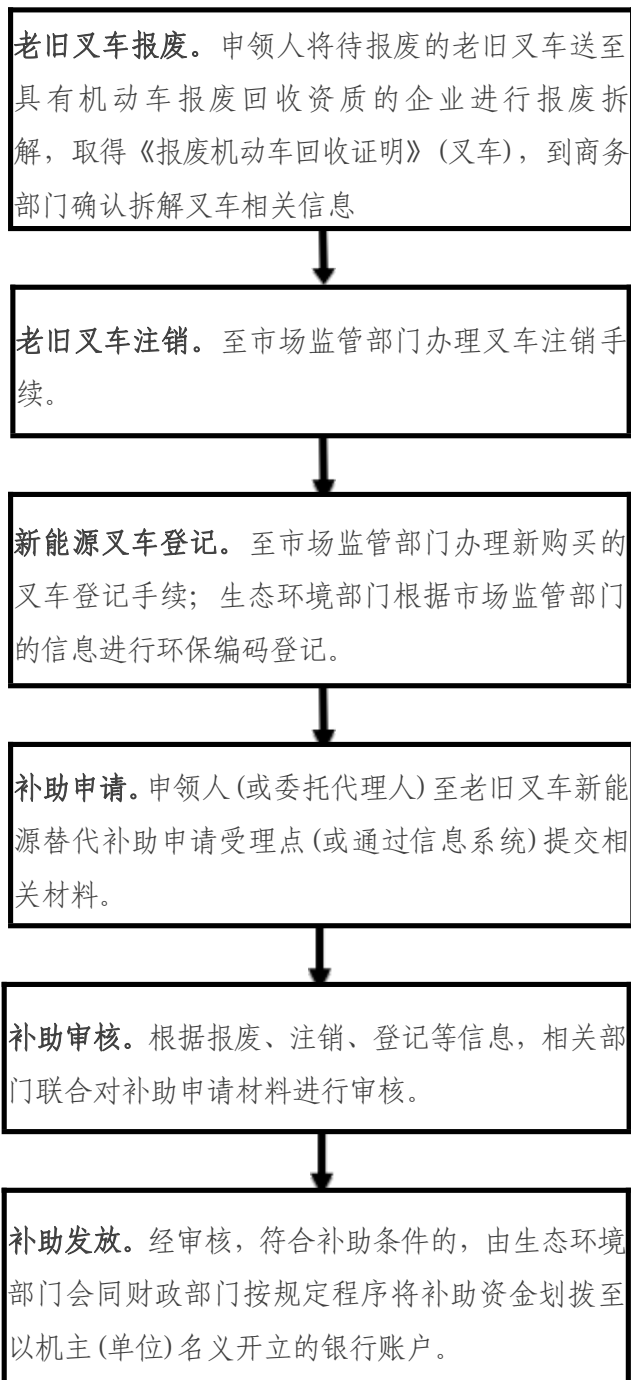 老旧叉车报废。申领人将待报废的老旧叉车送至
具有机动车报废回收资质的企业进行报废拆
解，取得《报废机动车回收证明》(叉车)，到商务
部门确认拆解叉车相关信息
老旧叉车注销。至市场监管部门办理叉车注销手
续。
新能源叉车登记。至市场监管部门办理新购买的
叉车登记手续；生态环境部门根据市场监管部门
的信息进行环保编码登记。
补助申请。申领人(或委托代理人)至老旧叉车新能
源替代补助申请受理点(或通过信息系统)提交相
关材料。
补助审核。根据报废、注销、登记等信息，相关部
门联合对补助申请材料进行审核。
补助发放。经审核，符合补助条件的，由生态环境
部门会同财政部门按规定程序将补助资金划拨至
以机主(单位)名义开立的银行账户。